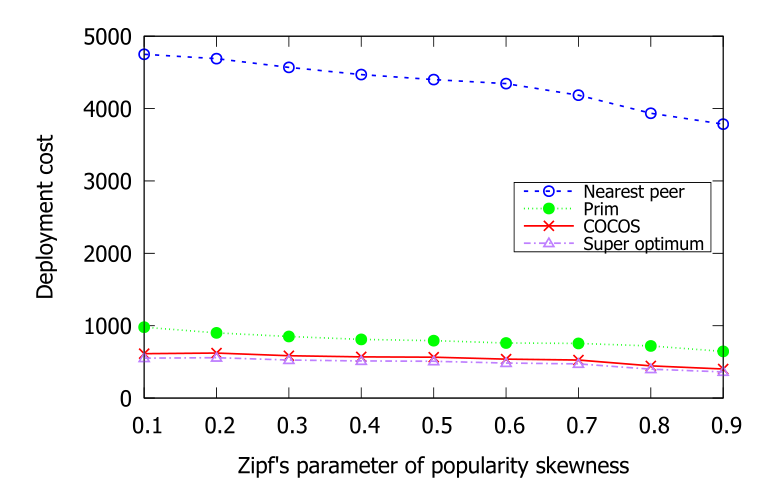 5000
4000
3000
2000
1000
0
Deployment cost
Nearest peer
Prim
COCOS
Super optimum
0.1 0.2 0.3 0.4 0.5 0.6 0.7 0.8 0.9
Zipf's parameter of popularity skewness